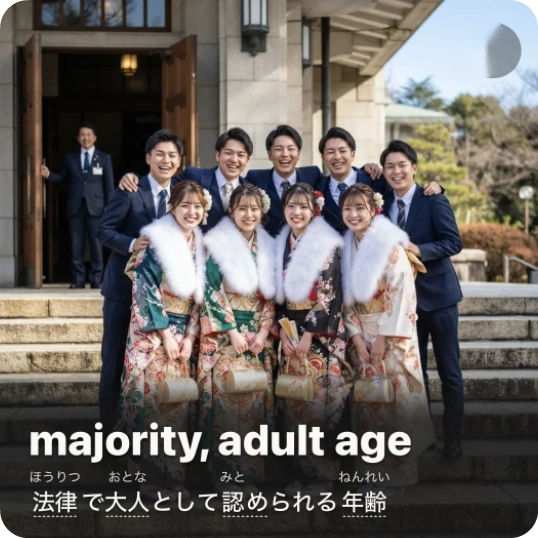 majority, adult age
ほうりつ おとな みと ねんれい
法律で大人として認められる年齢